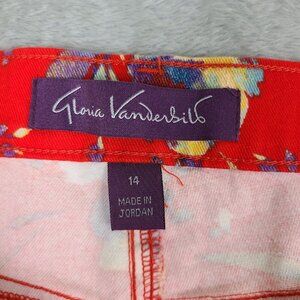 Gloria Vanderbilt
14
MADE IN
JORDAN